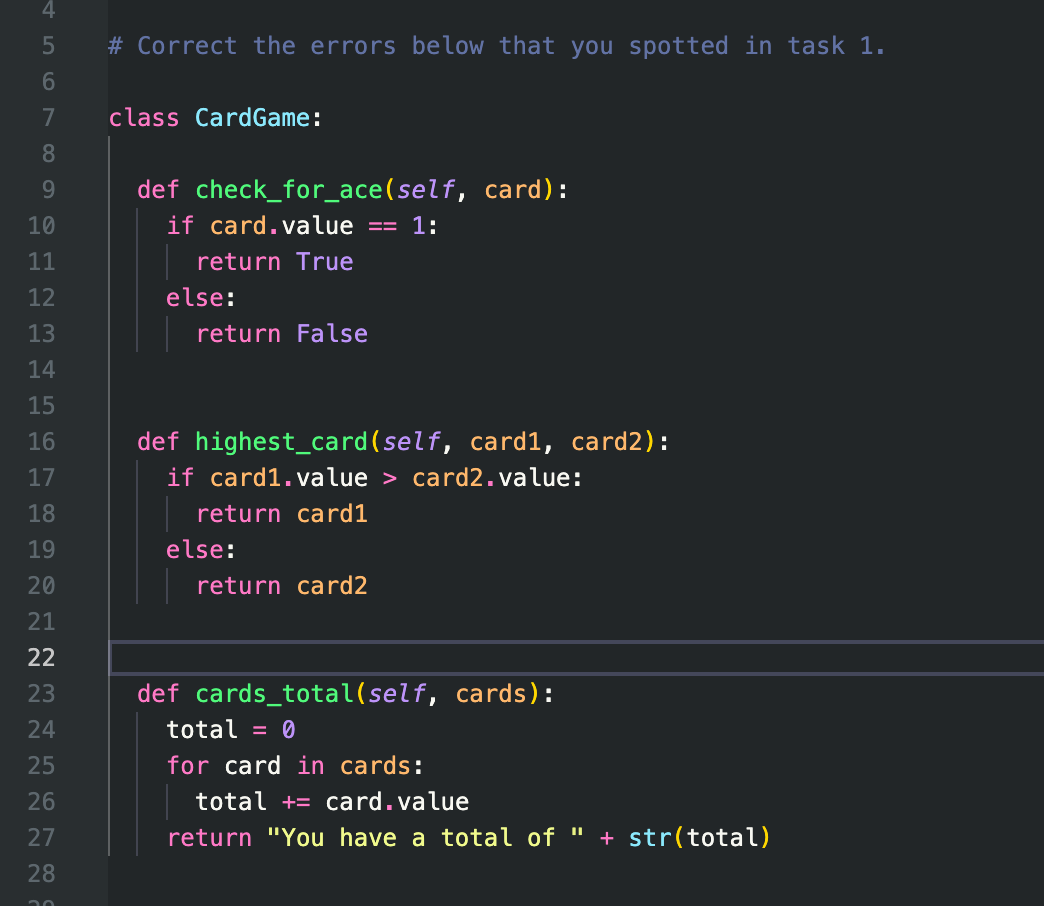 4
5 # Correct the errors below that you spotted in task 1.
6
7 class CardGame:
8
9   def check_for_ace(self, card):
10     if card.value == 1:
11       return True
12     else:
13       return False
14
15
16   def highest_card(self, card1, card2):
17     if card1.value > card2.value:
18       return card1
19     else:
20       return card2
21
22
23   def cards_total(self, cards):
24     total = 0
25     for card in cards:
26       total += card.value
27     return "You have a total of " + str(total)
28